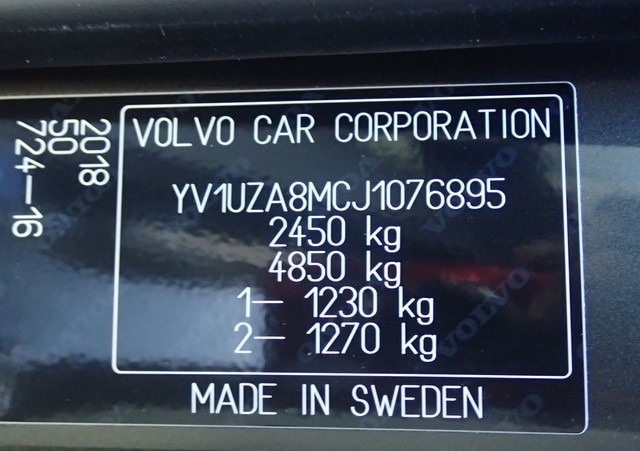 VOLVO CAR CORPORATION
YV1UZA8MCJ1076895
2450 kg
4850 kg
1– 1230 kg
2– 1270 kg
MADE IN SWEDEN
2018
50
724–16